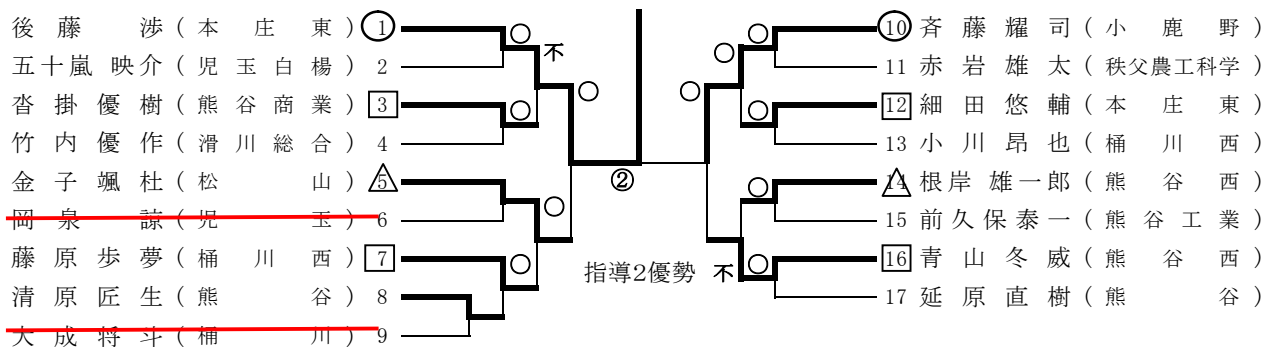 後藤 渉(本庄東) 1
五十嵐 映介(児玉白楊) 2
沓掛優樹(熊谷商業) 3
竹内優作(滑川総合) 4
金子颯杜(松山) 5
岡泉 諒(児玉) 6
藤原歩夢(桶川西) 7
清原匠生(熊谷) 8
大成将斗(桶川) 9
○
不
○
○
○
○
○
②
指導2優勢
○
○
○
○
○
不
○
10 斉藤耀司(小鹿野)
11 赤岩雄太(秩父農工科学)
12 細田悠輔(本庄東)
13 小川昂也(桶川西)
14 根岸 雄一郎(熊谷西)
15 前久保泰一(熊谷工業)
16 青山冬威(熊谷西)
17 延原直樹(熊谷)